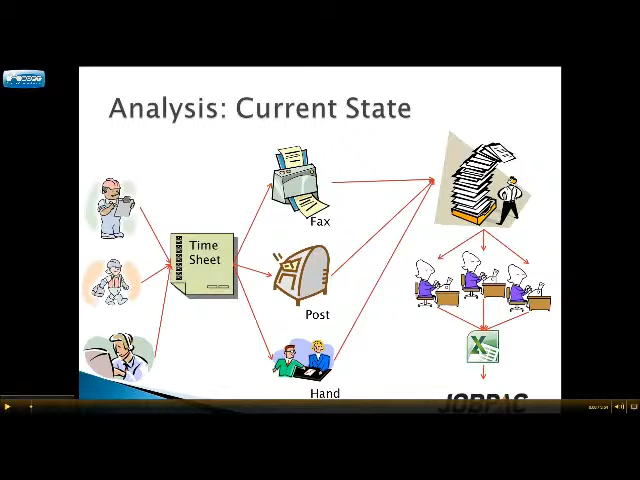 Analysis: Current State
Time
Sheet
Fax
Post
Hand
JOBPAC